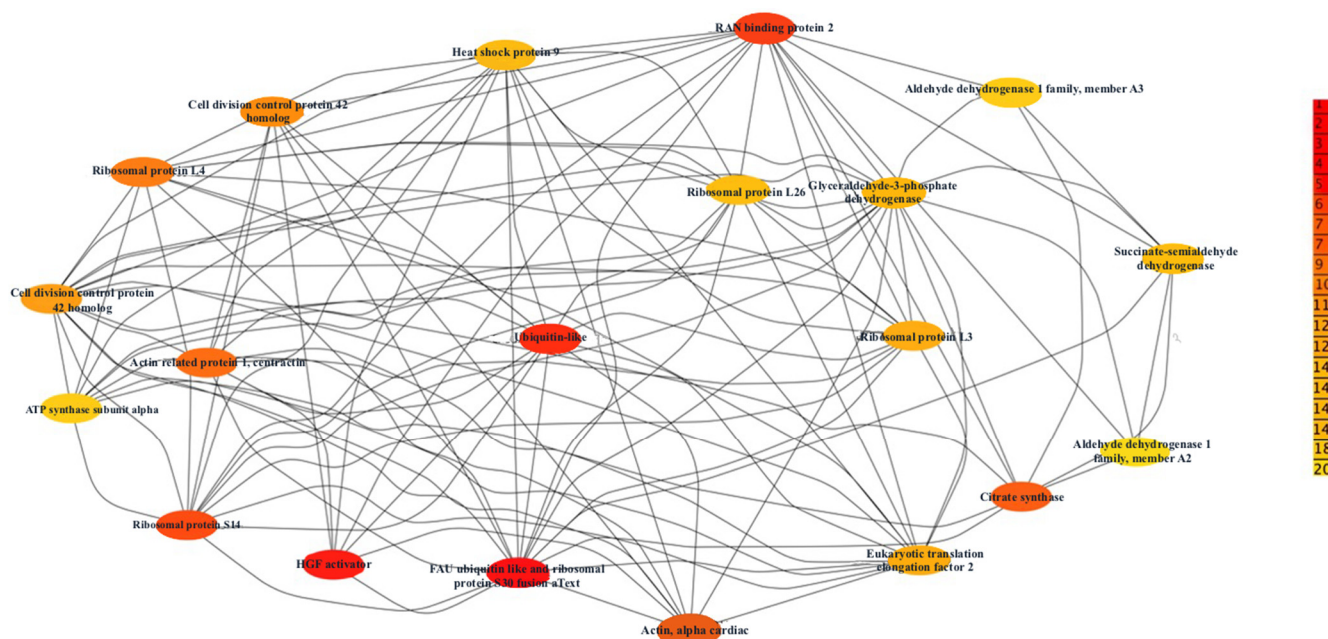 RAN binding protein 2
Heat shock protein 9
Aldehyde dehydrogenase 1 family, member A3
Cell division control protein 42
homolog
Ribosomal protein L4
Ribosomal protein L26
Glyceraldehyde-3-phosphate
dehydrogenase
Succinate-semialdehyde
dehydrogenase
Cell division control protein
42 homolog
Ubiquitin-like
Ribosomal protein L3
Actin related protein 1, centractin
ATP synthase subunit alpha
Aldehyde dehydrogenase 1
family, member A2
Citrate synthase
Ribosomal protein S14
HGF activator
FAU ubiquitin like and ribosomal
protein S30 fusion aText
Eukaryotic translation
elongation factor 2
Actin, alpha cardiac
1
2
3
4
5
6
7
7
9
10
11
12
12
14
14
14
14
18
20